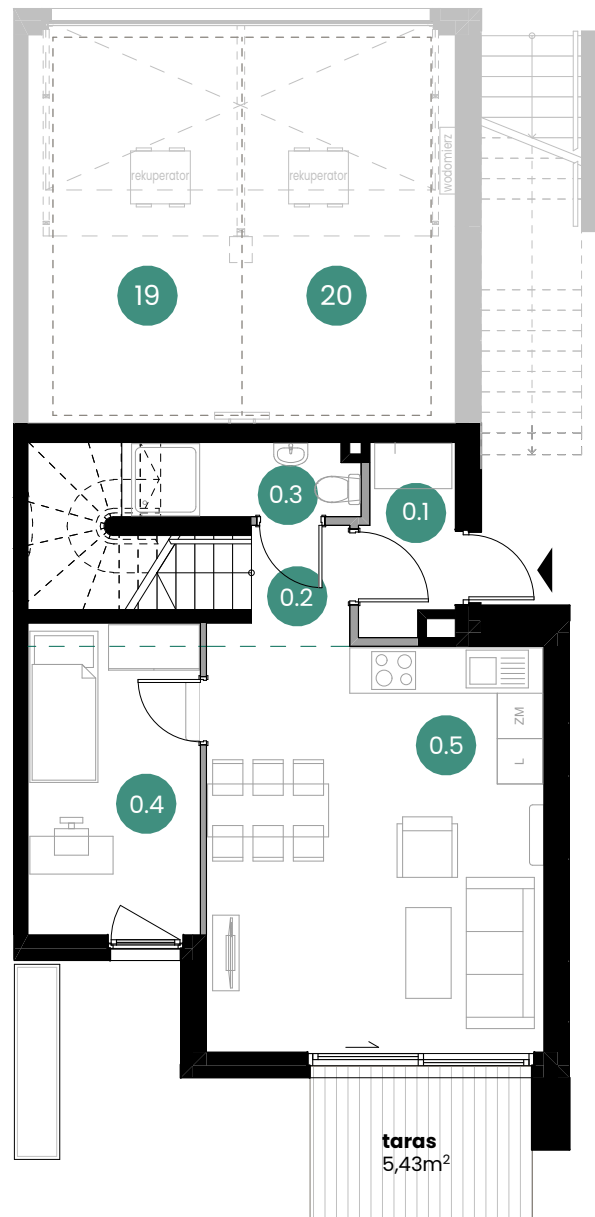 rekuperator
rekuperator
wodomierz
19
20
0.3
0.1
0.2
0.5
ZM
L
0.4
taras
5,43m²